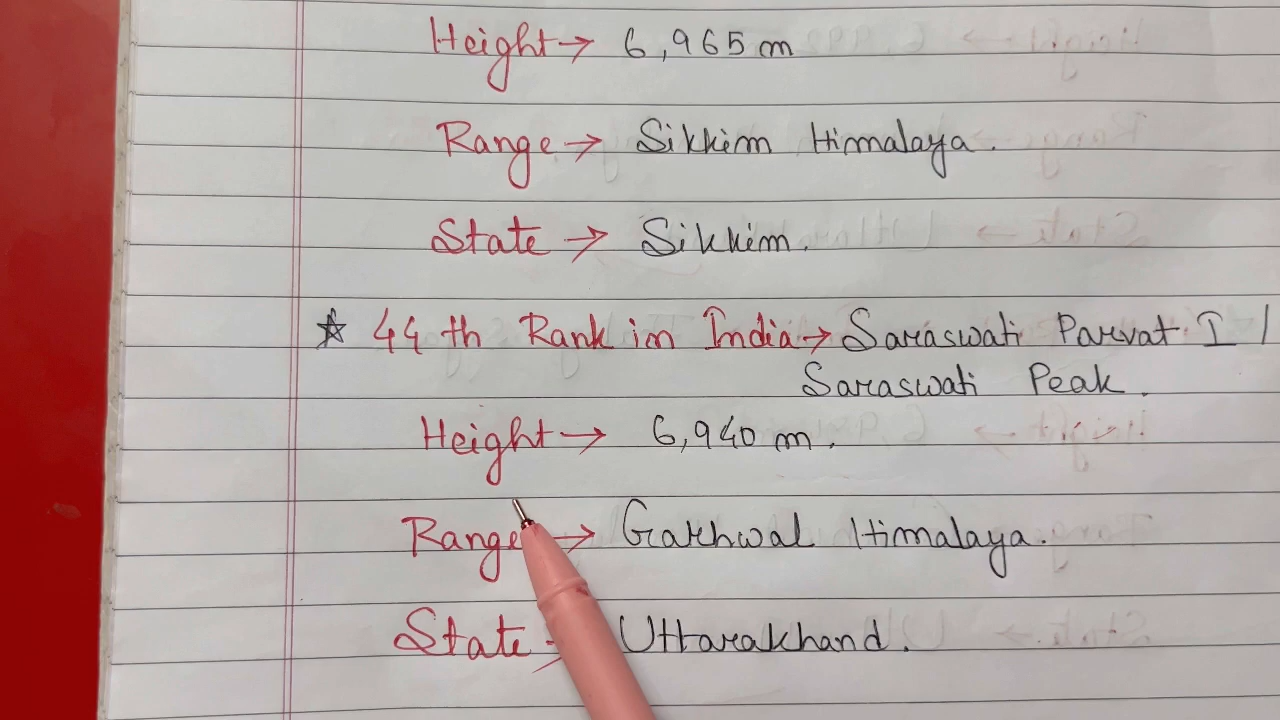 Height → 6,965 m
Range → Sikkim Himalaya.
State → Sikkim.
☆ 44 th Rank in India → Saraswati Parvat I /
Saraswati Peak.
Height → 6,940 m.
Range → Garhwal Himalaya.
State → Uttarakhand.